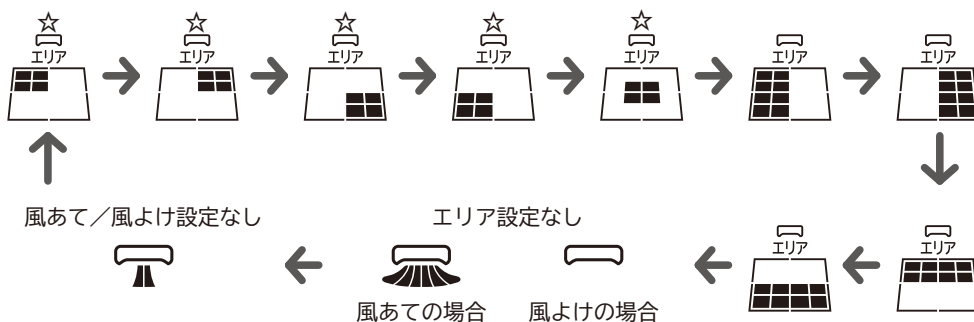 ☆ ☆ ☆ ☆ ☆
エリア エリア エリア エリア エリア エリア エリア
風あて／風よけ設定なし エリア設定なし
エリア エリア
風あての場合 風よけの場合